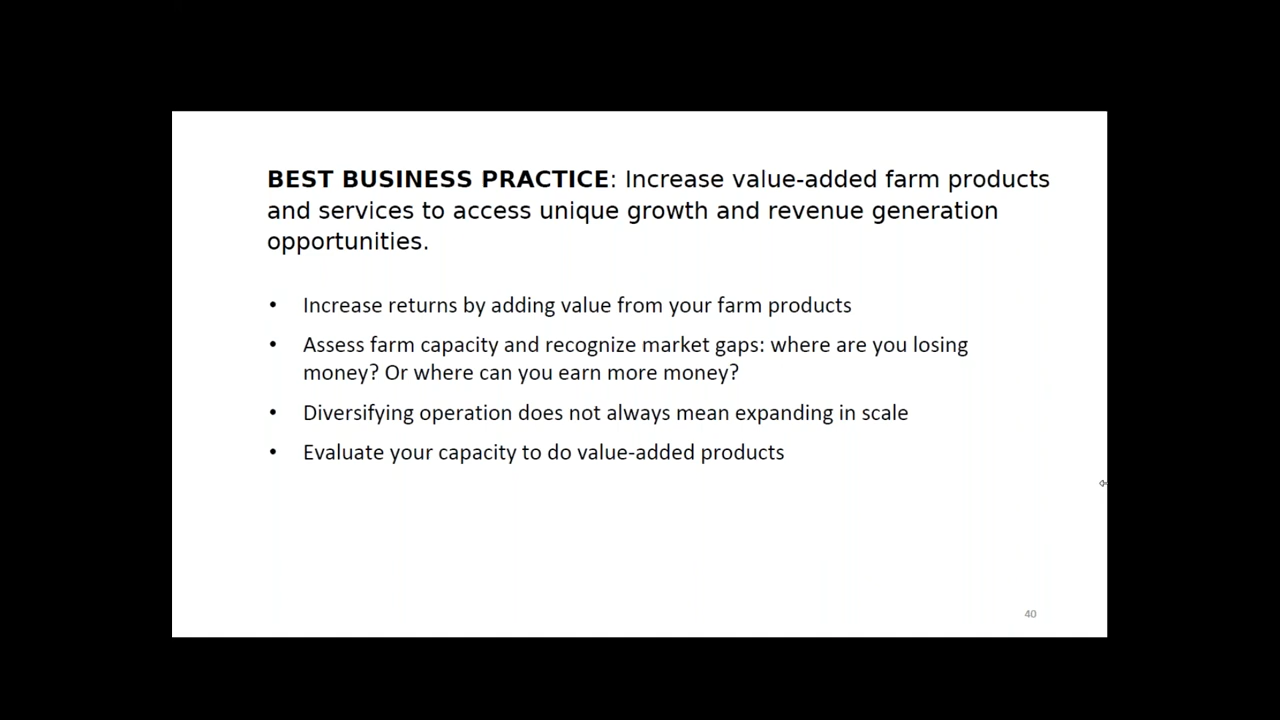 BEST BUSINESS PRACTICE: Increase value-added farm products
and services to access unique growth and revenue generation
opportunities.
• Increase returns by adding value from your farm products
• Assess farm capacity and recognize market gaps: where are you losing
money? Or where can you earn more money?
• Diversifying operation does not always mean expanding in scale
• Evaluate your capacity to do value-added products
40